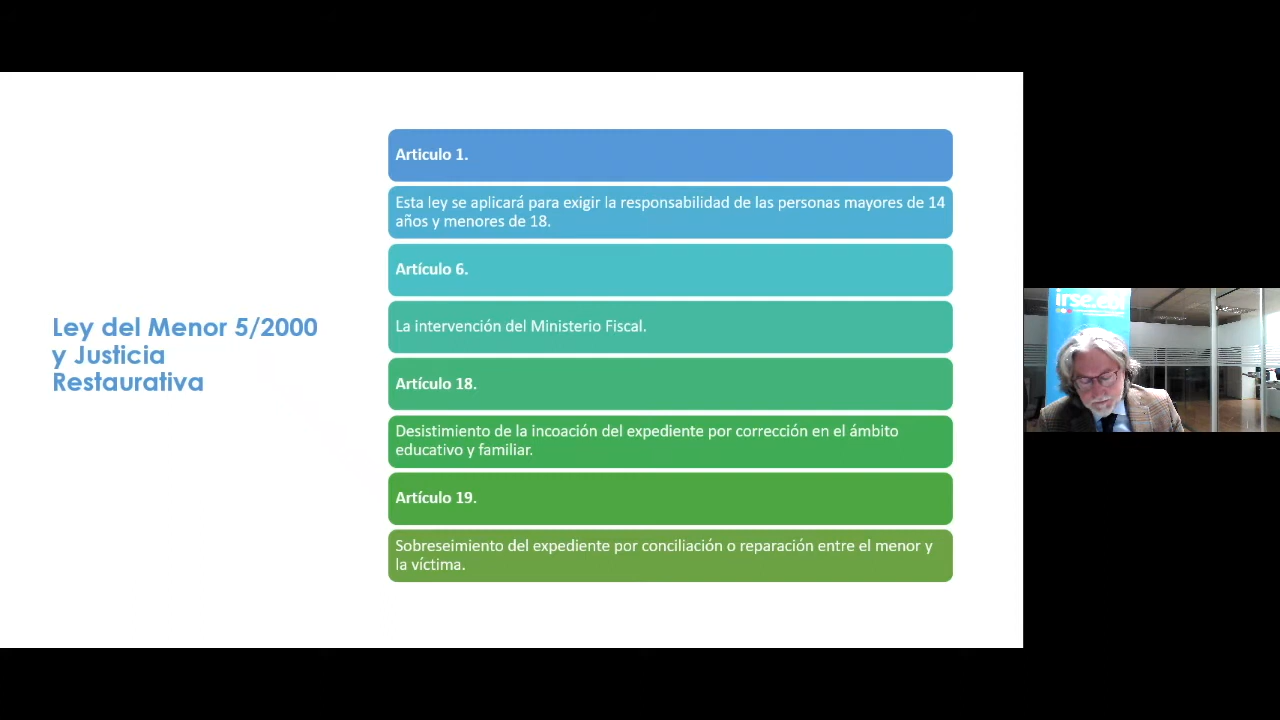 Articulo 1.
Esta ley se aplicará para exigir la responsabilidad de las personas mayores de 14
años y menores de 18.
Artículo 6.
La intervención del Ministerio Fiscal.
Ley del Menor 5/2000
y Justicia
Restaurativa
Artículo 18.
Desistimiento de la incoación del expediente por corrección en el ámbito
educativo y familiar.
Artículo 19.
Sobreseimiento del expediente por conciliación o reparación entre el menor y
la víctima.